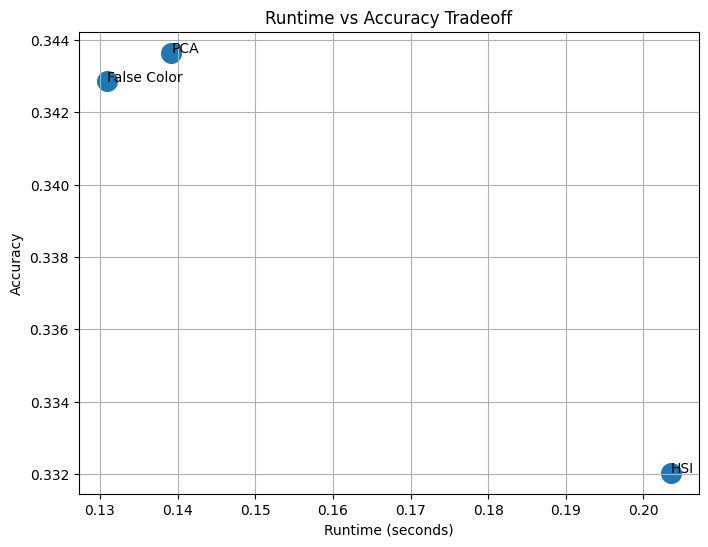 Runtime vs Accuracy Tradeoff
0.344
PCA
False Color
0.342
0.340
0.338
Accuracy
0.336
0.334
0.332
HSI
0.13 0.14 0.15 0.16 0.17 0.18 0.19 0.20
Runtime (seconds)